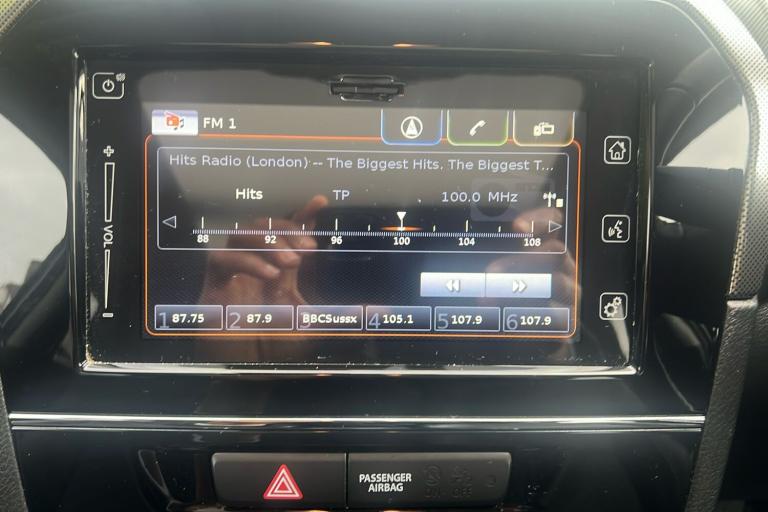 FM 1
Hits Radio (London) -- The Biggest Hits. The Biggest T...
Hits TP 100.0 MHz
88 92 96 100 104 108
VOL
1 87.75 2 87.9 3 BBCSussx 4 105.1 5 107.9 6 107.9
PASSENGER
AIRBAG
ON OFF